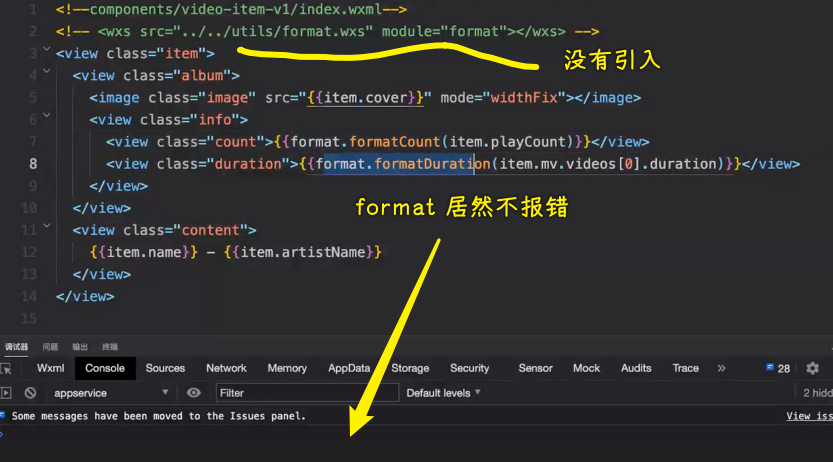 1 <!--components/video-item-v1/index.wxml-->
2 <!-- <wxs src="../../utils/format.wxs" module="format"></wxs> -->
没有引入
3 <view class="item">
4 <view class="album">
5 <image class="image" src="{{item.cover}}" mode="widthFix"></image>
6 <view class="info">
7 <view class="count">{{format.formatCount(item.playCount)}}</view>
8 <view class="duration">{{format.formatDuration(item.mv.videos[0].duration)}}</view>
9 </view>
10 </view>
format 居然不报错
11 <view class="content">
12 {{item.name}} - {{item.artistName}}
13 </view>
14 </view>
15
调试器 问题 输出 终端
Wxml Console Sources Network Memory AppData Storage Security Sensor Mock Audits Trace » 28
appservice Filter Default levels 2 hidd
Some messages have been moved to the Issues panel. View iss